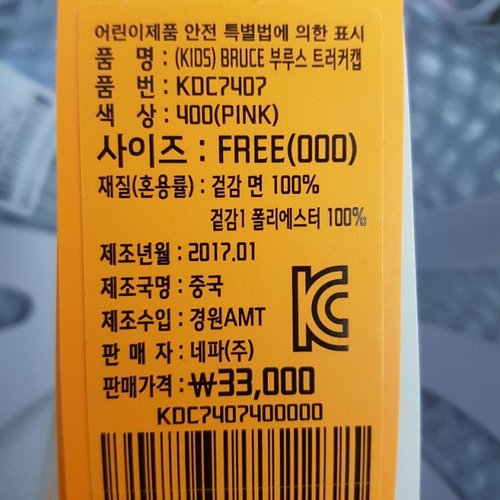 어린이제품 안전 특별법에 의한 표시
품 명 : (KIDS) BRUCE 부루스 트러커캡
품 번 : KDC7407
색 상 : 400(PINK)
사이즈 : FREE(000)
재질(혼용률) : 겉감 면 100%
겉감1 폴리에스터 100%
제조년월 : 2017.01
제조국명 : 중국
제조수입 : 경원AMT
판 매 자 : 네파(주)
판매가격 : ₩33,000
KC
KDC7407400000